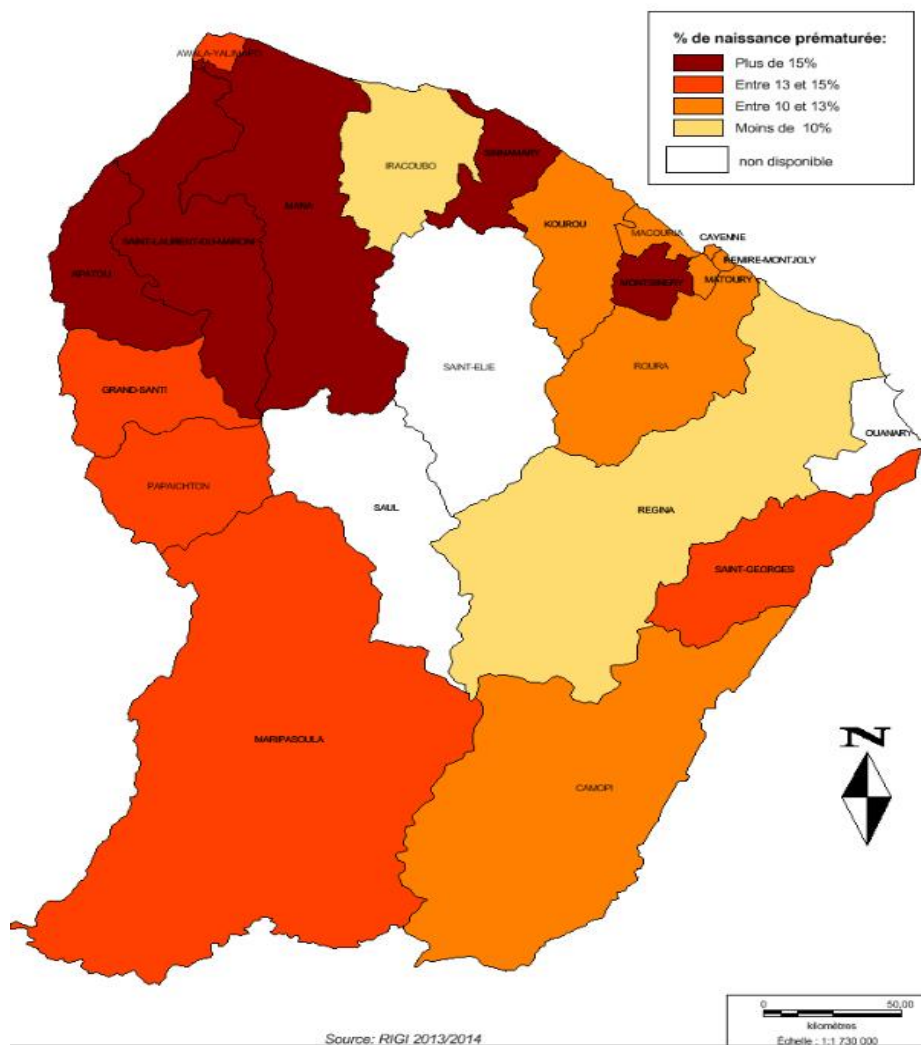 % de naissance prématurée:
Plus de 15%
Entre 13 et 15%
Entre 10 et 13%
Moins de 10%
non disponible
AWALA-YALIMAPO
IRACOUBO
SINNAMARY
MANA
SAINT-LAURENT-DU-MARONI
APATOU
KOUROU
MACOURIA
CAYENNE
REMIRE-MONTJOLY
MONTSINERY
MATOURY
ROURA
SAINT-ELIE
GRAND-SANTI
OUANARY
PAPAICHTON
SAUL
REGINA
SAINT-GEORGES
MARIPASOULA
N
CAMOPI
0 50,00
kilomètres
Échelle : 1:1 730 000
Source: RIGI 2013/2014